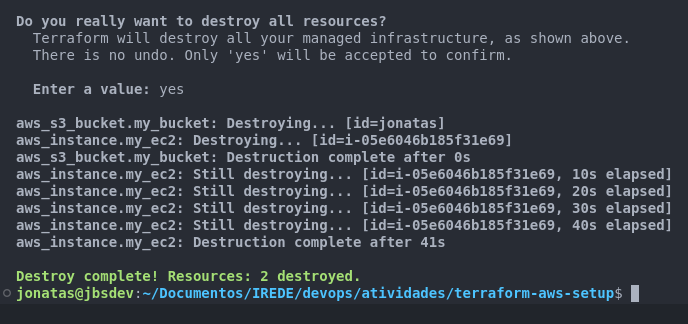 Do you really want to destroy all resources?
  Terraform will destroy all your managed infrastructure, as shown above.
  There is no undo. Only 'yes' will be accepted to confirm.

  Enter a value: yes

aws_s3_bucket.my_bucket: Destroying... [id=jonatas]
aws_instance.my_ec2: Destroying... [id=i-05e6046b185f31e69]
aws_s3_bucket.my_bucket: Destruction complete after 0s
aws_instance.my_ec2: Still destroying... [id=i-05e6046b185f31e69, 10s elapsed]
aws_instance.my_ec2: Still destroying... [id=i-05e6046b185f31e69, 20s elapsed]
aws_instance.my_ec2: Still destroying... [id=i-05e6046b185f31e69, 30s elapsed]
aws_instance.my_ec2: Still destroying... [id=i-05e6046b185f31e69, 40s elapsed]
aws_instance.my_ec2: Destruction complete after 41s

Destroy complete! Resources: 2 destroyed.
jonatas@jbsdev:~/Documentos/IREDE/devops/atividades/terraform-aws-setup$